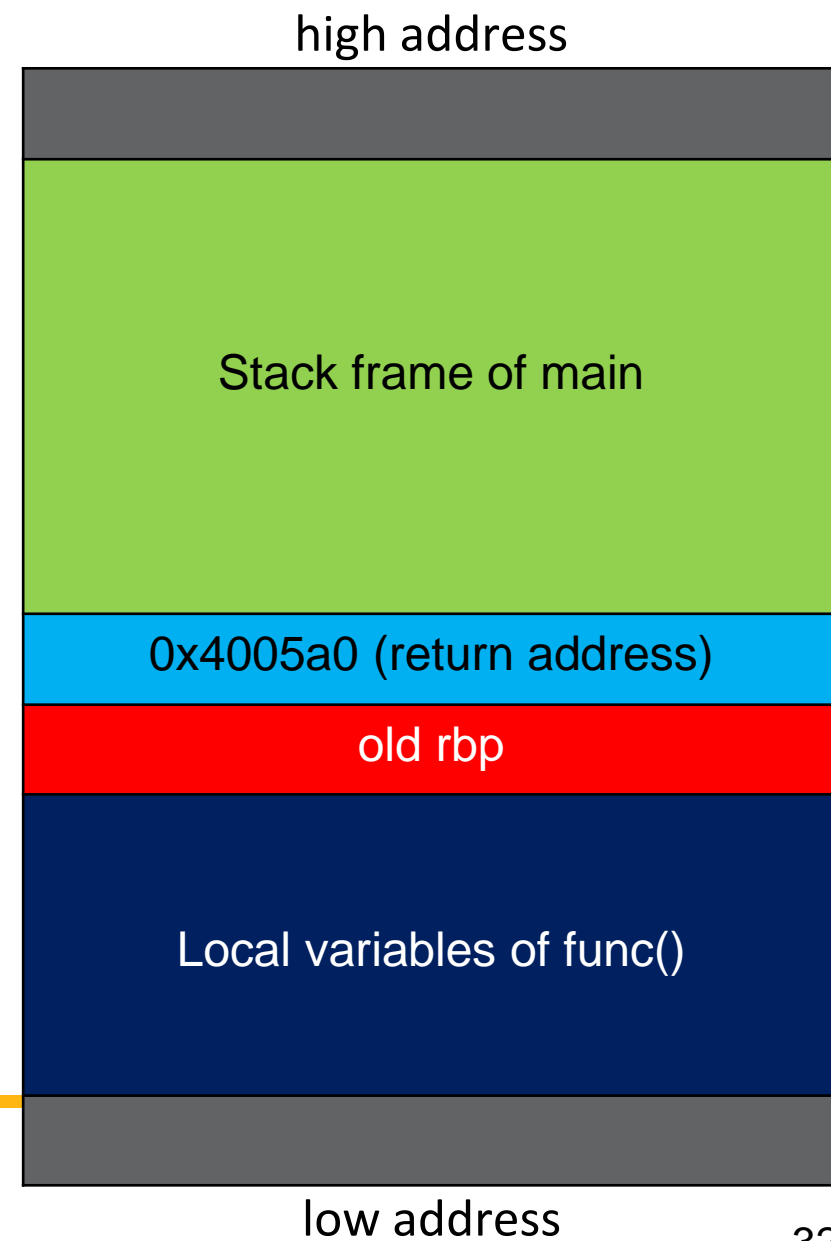 high address
Stack frame of main
0x4005a0 (return address)
old rbp
Local variables of func()
low address